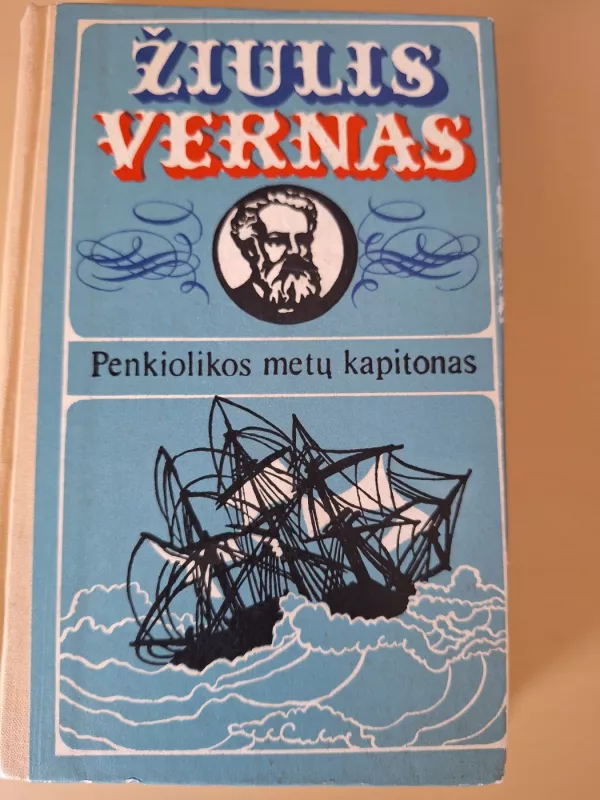 ŽIULIS
VERNAS
Penkiolikos metų kapitonas